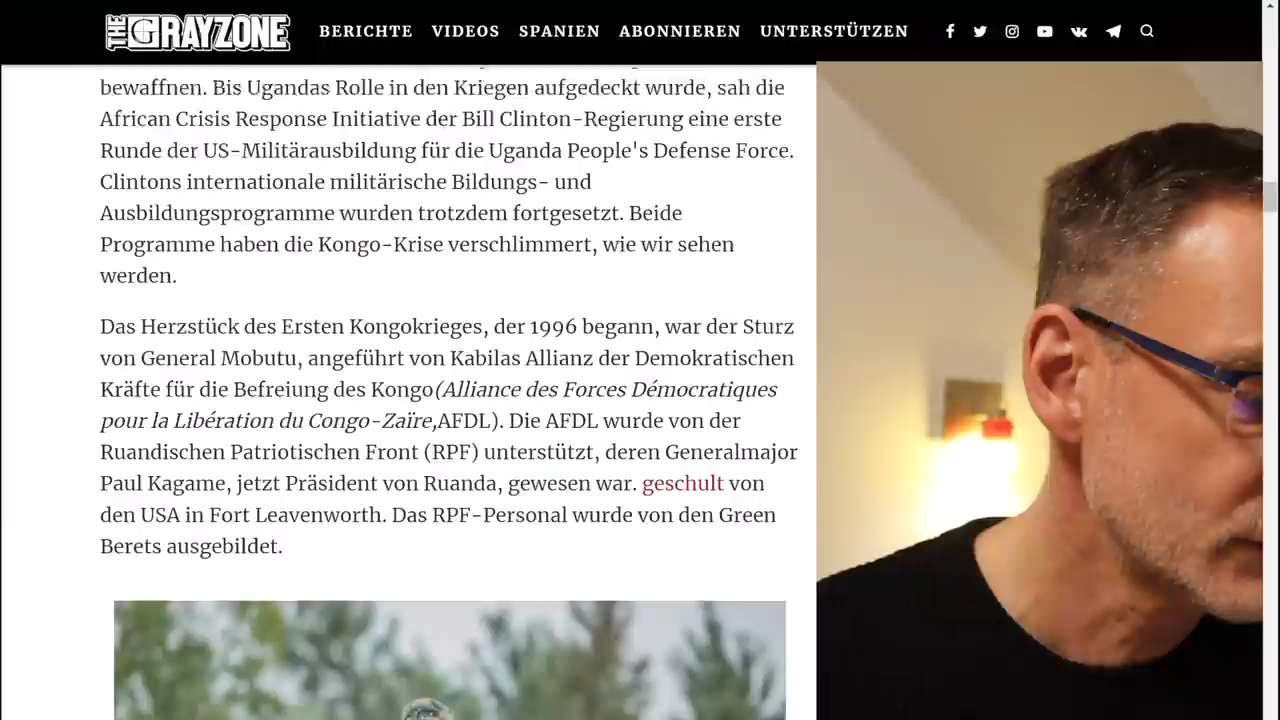 THE GRAYZONE BERICHTE VIDEOS SPANIEN ABONNIEREN UNTERSTÜTZEN
bewaffnen. Bis Ugandas Rolle in den Kriegen aufgedeckt wurde, sah die
African Crisis Response Initiative der Bill Clinton-Regierung eine erste
Runde der US-Militärausbildung für die Uganda People's Defense Force.
Clintons internationale militärische Bildungs- und
Ausbildungsprogramme wurden trotzdem fortgesetzt. Beide
Programme haben die Kongo-Krise verschlimmert, wie wir sehen
werden.
Das Herzstück des Ersten Kongokrieges, der 1996 begann, war der Sturz
von General Mobutu, angeführt von Kabilas Allianz der Demokratischen
Kräfte für die Befreiung des Kongo(Alliance des Forces Démocratiques
pour la Libération du Congo-Zaïre,AFDL). Die AFDL wurde von der
Ruandischen Patriotischen Front (RPF) unterstützt, deren Generalmajor
Paul Kagame, jetzt Präsident von Ruanda, gewesen war. geschult von
den USA in Fort Leavenworth. Das RPF-Personal wurde von den Green
Berets ausgebildet.